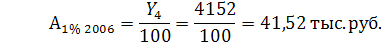 А₁% ₂₀₀₆ = Y₄/100 = 4152/100 = 41,52 тыс. руб.